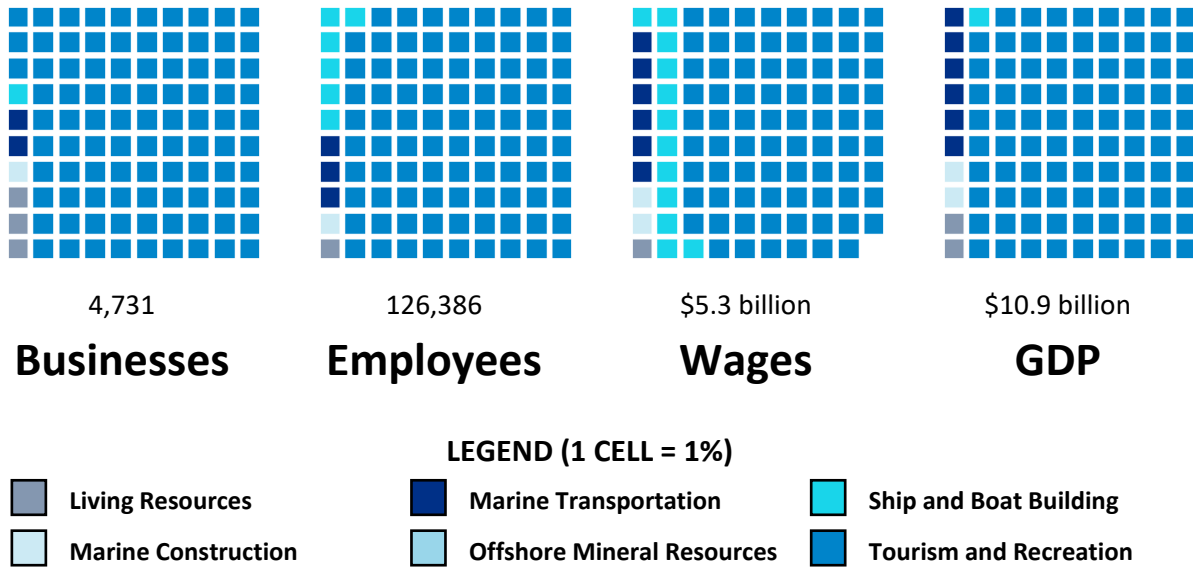 4,731
Businesses
126,386
Employees
$5.3 billion
Wages
$10.9 billion
GDP
LEGEND (1 CELL = 1%)
Living Resources
Marine Transportation
Ship and Boat Building
Marine Construction
Offshore Mineral Resources
Tourism and Recreation